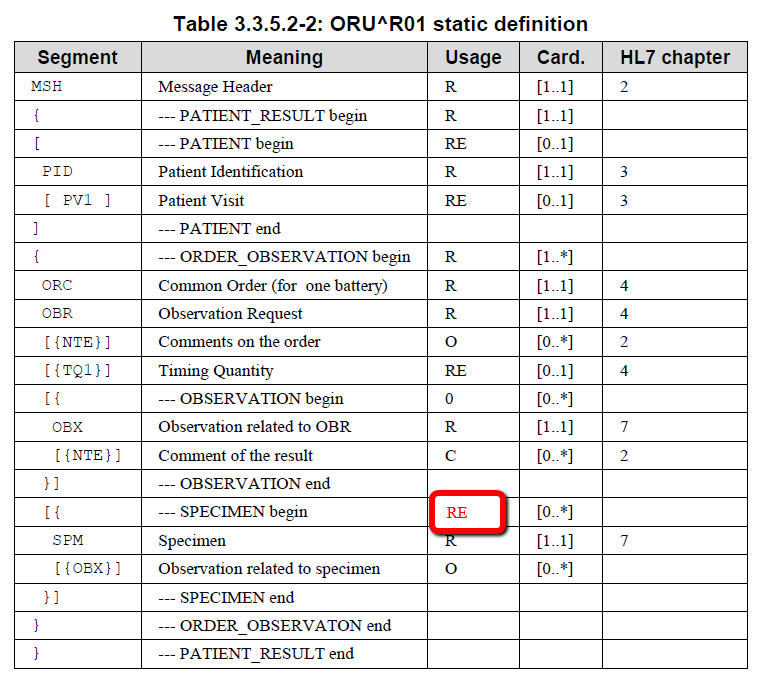 Table 3.3.5.2-2: ORU^R01 static definition
Segment Meaning Usage Card. HL7 chapter
MSH Message Header R [1..1] 2
{ --- PATIENT_RESULT begin R [1..1]
[ --- PATIENT begin RE [0..1]
PID Patient Identification R [1..1] 3
[ PV1 ] Patient Visit RE [0..1] 3
] --- PATIENT end
{ --- ORDER_OBSERVATION begin R [1..*]
ORC Common Order (for one battery) R [1..1] 4
OBR Observation Request R [1..1] 4
[{NTE}] Comments on the order O [0..*] 2
[{TQ1}] Timing Quantity RE [0..1] 4
[{ --- OBSERVATION begin 0 [0..*]
OBX Observation related to OBR R [1..1] 7
[{NTE}] Comment of the result C [0..*] 2
}] --- OBSERVATION end
[{ --- SPECIMEN begin RE [0..*]
SPM Specimen R [1..1] 7
[{OBX}] Observation related to specimen O [0..*]
}] --- SPECIMEN end
} --- ORDER_OBSERVATON end
} --- PATIENT_RESULT end